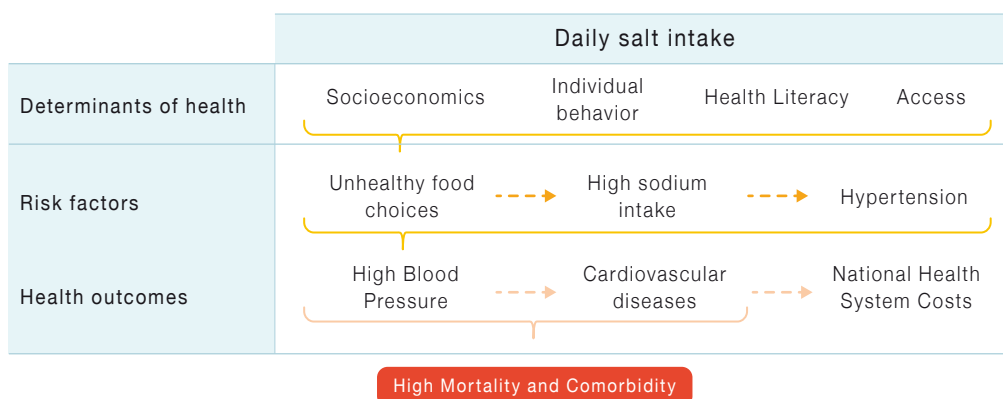 Daily salt intake
Determinants of health
Socioeconomics
Individual
behavior
Health Literacy
Access
Risk factors
Unhealthy food
choices
High sodium
intake
Hypertension
Health outcomes
High Blood
Pressure
Cardiovascular
diseases
National Health
System Costs
High Mortality and Comorbidity